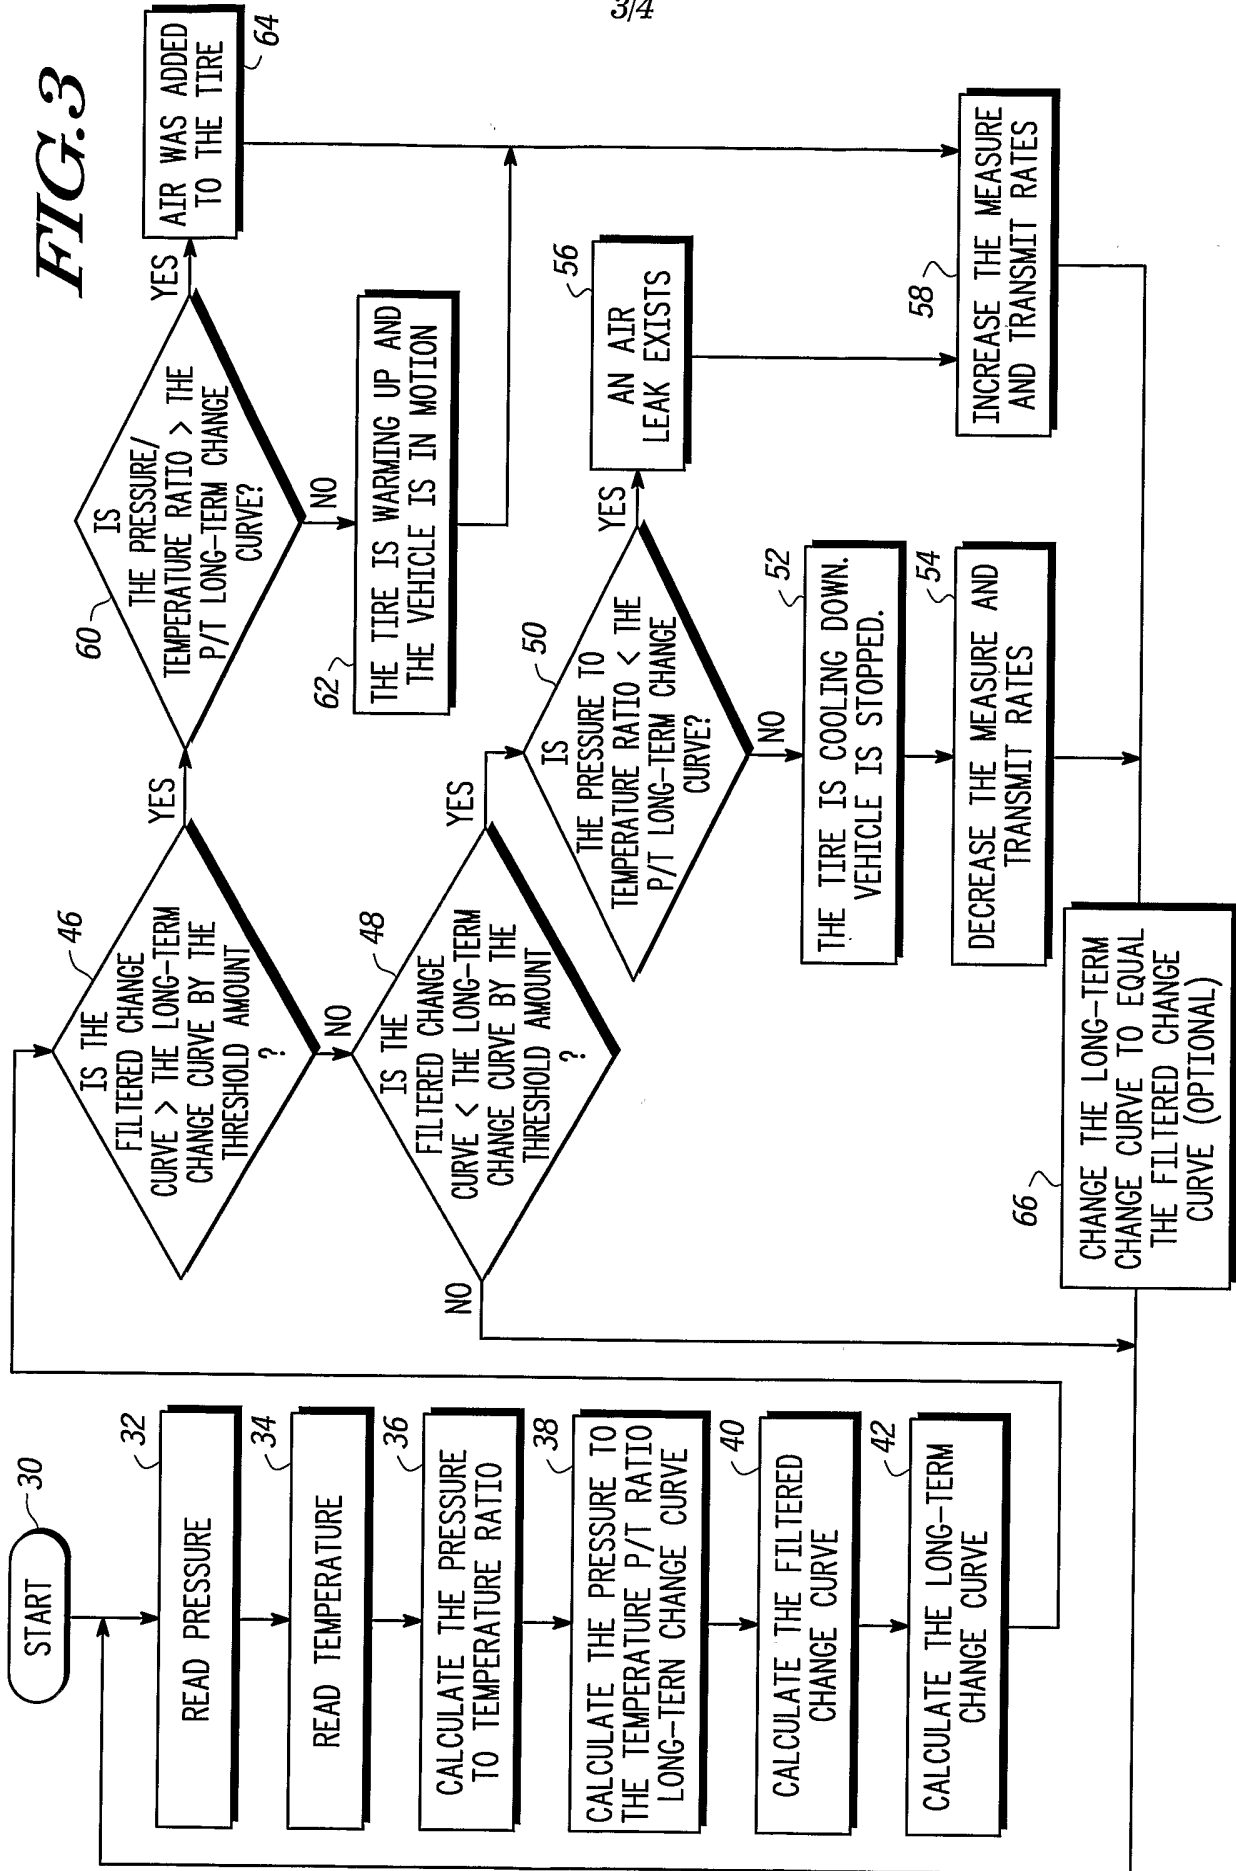 3/4
FIG.3
START
30
READ PRESSURE
32
READ TEMPERATURE
34
CALCULATE THE PRESSURE
TO TEMPERATURE RATIO
36
CALCULATE THE PRESSURE TO
THE TEMPERATURE P/T RATIO
LONG-TERN CHANGE CURVE
38
CALCULATE THE FILTERED
CHANGE CURVE
40
CALCULATE THE LONG-TERM
CHANGE CURVE
42
IS THE
FILTERED CHANGE
CURVE > THE LONG-TERM
CHANGE CURVE BY THE
THRESHOLD AMOUNT
?
46
YES
NO
IS THE
FILTERED CHANGE
CURVE < THE LONG-TERM
CHANGE CURVE BY THE
THRESHOLD AMOUNT
?
48
YES
NO
IS
THE PRESSURE/
TEMPERATURE RATIO > THE
P/T LONG-TERM CHANGE
CURVE?
60
YES
NO
AIR WAS ADDED
TO THE TIRE
64
THE TIRE IS WARMING UP AND
THE VEHICLE IS IN MOTION
62
IS
THE PRESSURE TO
TEMPERATURE RATIO < THE
P/T LONG-TERM CHANGE
CURVE?
50
YES
NO
AN AIR
LEAK EXISTS
56
THE TIRE IS COOLING DOWN.
VEHICLE IS STOPPED.
52
DECREASE THE MEASURE AND
TRANSMIT RATES
54
INCREASE THE MEASURE
AND TRANSMIT RATES
58
CHANGE THE LONG-TERM
CHANGE CURVE TO EQUAL
THE FILTERED CHANGE
CURVE (OPTIONAL)
66